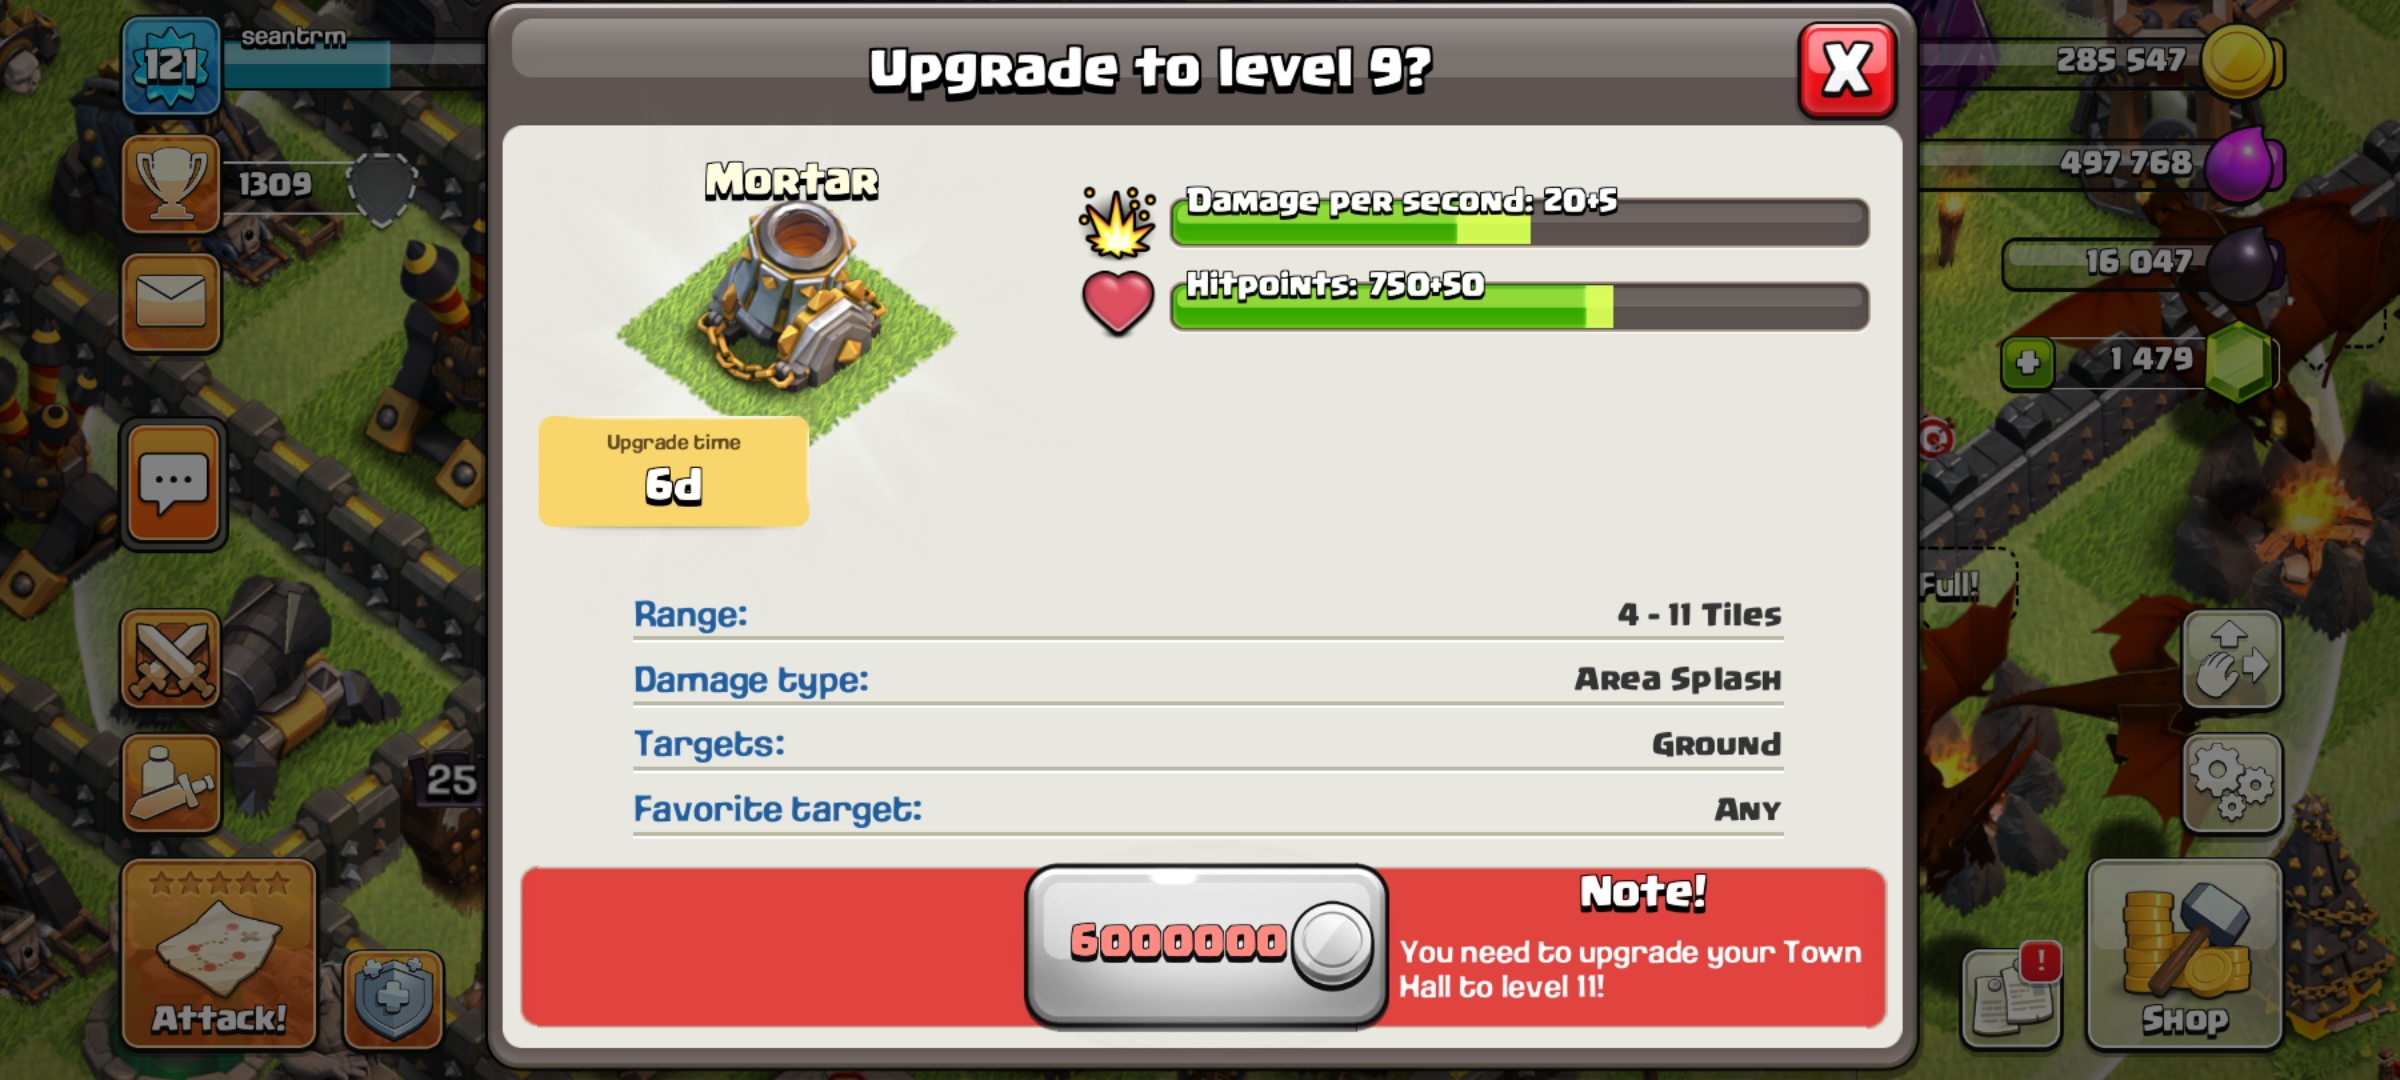 121
seantrm
Upgrade to level 9?
X
285 547
1309
Mortar
Damage per second: 20+5
497 768
Hitpoints: 750+50
16 047
1 479
Upgrade time
6d
Full!
Range:
4 - 11 Tiles
Damage type:
Area Splash
Targets:
Ground
25
Favorite target:
Any
Note!
6000000
You need to upgrade your Town
Hall to level 11!
!
Attack!
Shop